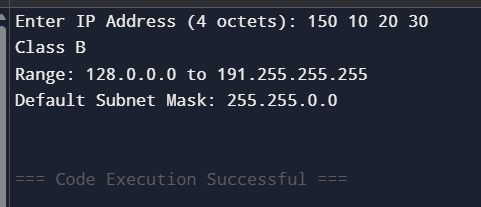 Enter IP Address (4 octets): 150 10 20 30
Class B
Range: 128.0.0.0 to 191.255.255.255
Default Subnet Mask: 255.255.0.0
=== Code Execution Successful ===